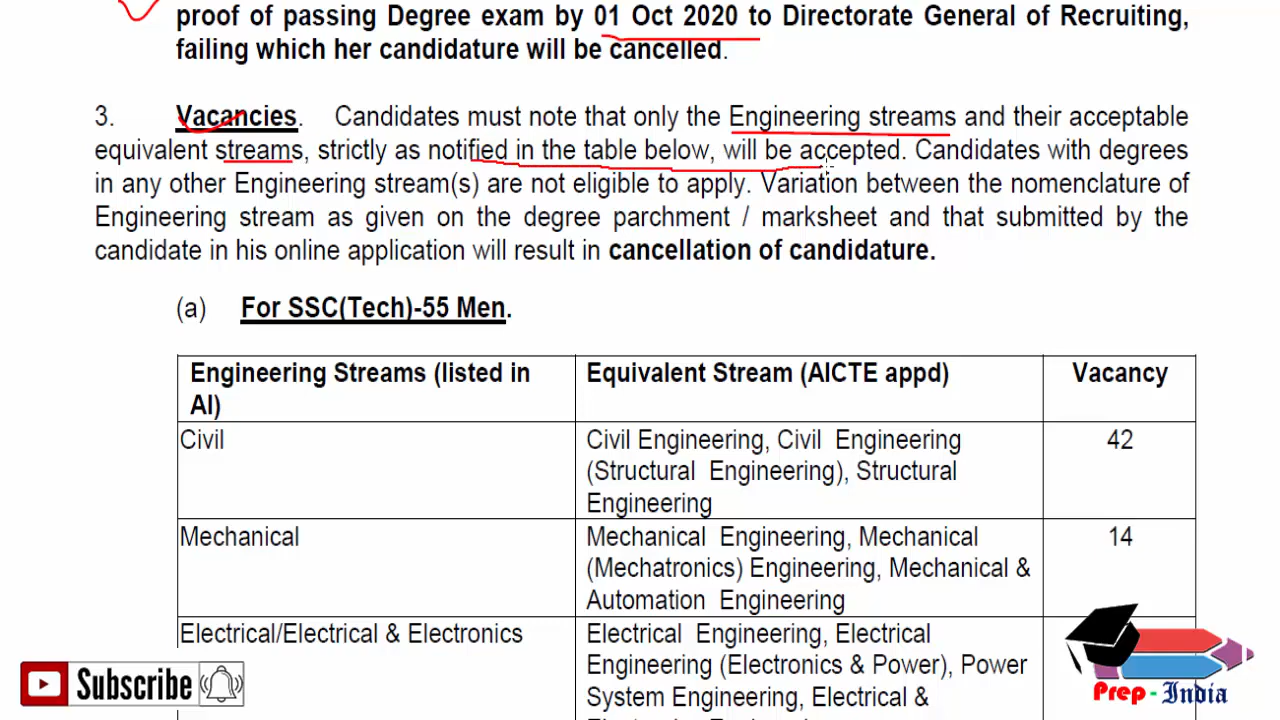 proof of passing Degree exam by 01 Oct 2020 to Directorate General of Recruiting,
failing which her candidature will be cancelled.
3. Vacancies. Candidates must note that only the Engineering streams and their acceptable
equivalent streams, strictly as notified in the table below, will be accepted. Candidates with degrees
in any other Engineering stream(s) are not eligible to apply. Variation between the nomenclature of
Engineering stream as given on the degree parchment / marksheet and that submitted by the
candidate in his online application will result in cancellation of candidature.
(a) For SSC(Tech)-55 Men.
Engineering Streams (listed in
AI)
Equivalent Stream (AICTE appd)
Vacancy
Civil
Civil Engineering, Civil Engineering
(Structural Engineering), Structural
Engineering
42
Mechanical
Mechanical Engineering, Mechanical
(Mechatronics) Engineering, Mechanical &
Automation Engineering
14
Electrical/Electrical & Electronics
Electrical Engineering, Electrical
Engineering (Electronics & Power), Power
System Engineering, Electrical &
Subscribe
Prep - India